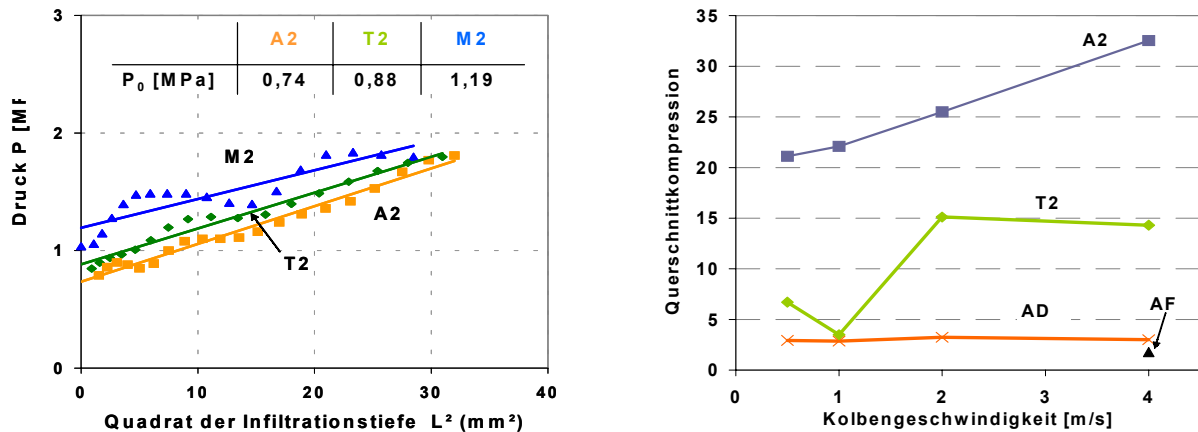 3
2
1
0
0
10
20
30
40
Druck P [MP
Quadrat der Infiltrationstiefe L² (mm²)
A2 T2 M2
P₀ [MPa] 0,74 0,88 1,19
M2
A2
T2
35
30
25
20
15
10
5
0
0
1
2
3
4
Querschnittkompression
Kolbengeschwindigkeit [m/s]
A2
T2
AD
AF